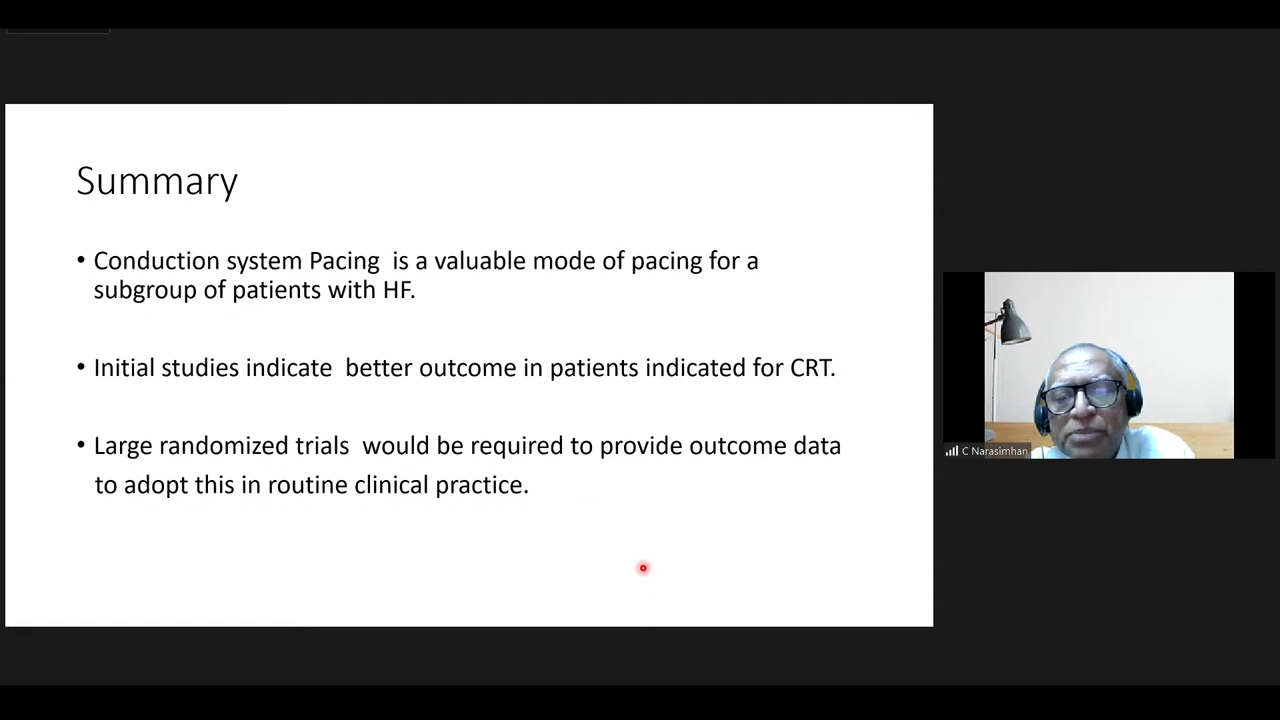 Summary
• Conduction system Pacing  is a valuable mode of pacing for a
subgroup of patients with HF.
• Initial studies indicate  better outcome in patients indicated for CRT.
• Large randomized trials  would be required to provide outcome data
to adopt this in routine clinical practice.
C Narasimhan